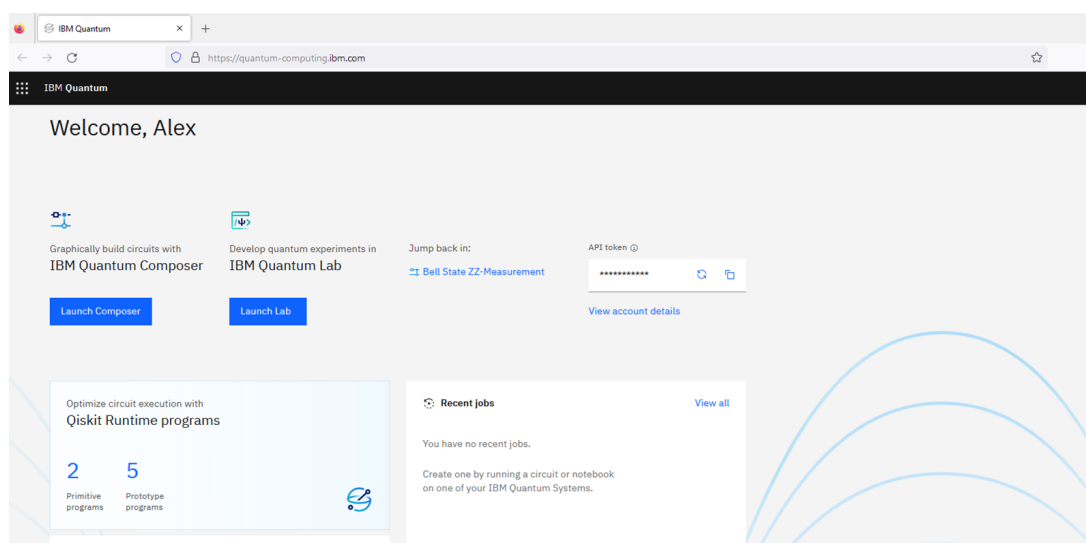 IBM Quantum
https://quantum-computing.ibm.com
IBM Quantum
Welcome, Alex
Graphically build circuits with
IBM Quantum Composer
Launch Composer
Develop quantum experiments in
IBM Quantum Lab
Launch Lab
Jump back in:
Bell State ZZ-Measurement
API token
***********
View account details
Optimize circuit execution with
Qiskit Runtime programs
2
Primitive
programs
5
Prototype
programs
Recent jobs
View all
You have no recent jobs.
Create one by running a circuit or notebook
on one of your IBM Quantum Systems.